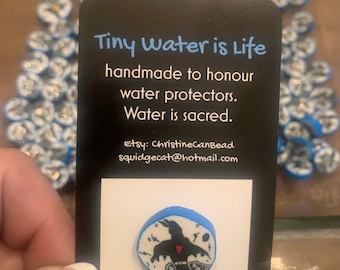 Tiny Water is Life
handmade to honour
water protectors.
Water is sacred.
Etsy: ChristineCanBead
squidgecat@hotmail.com